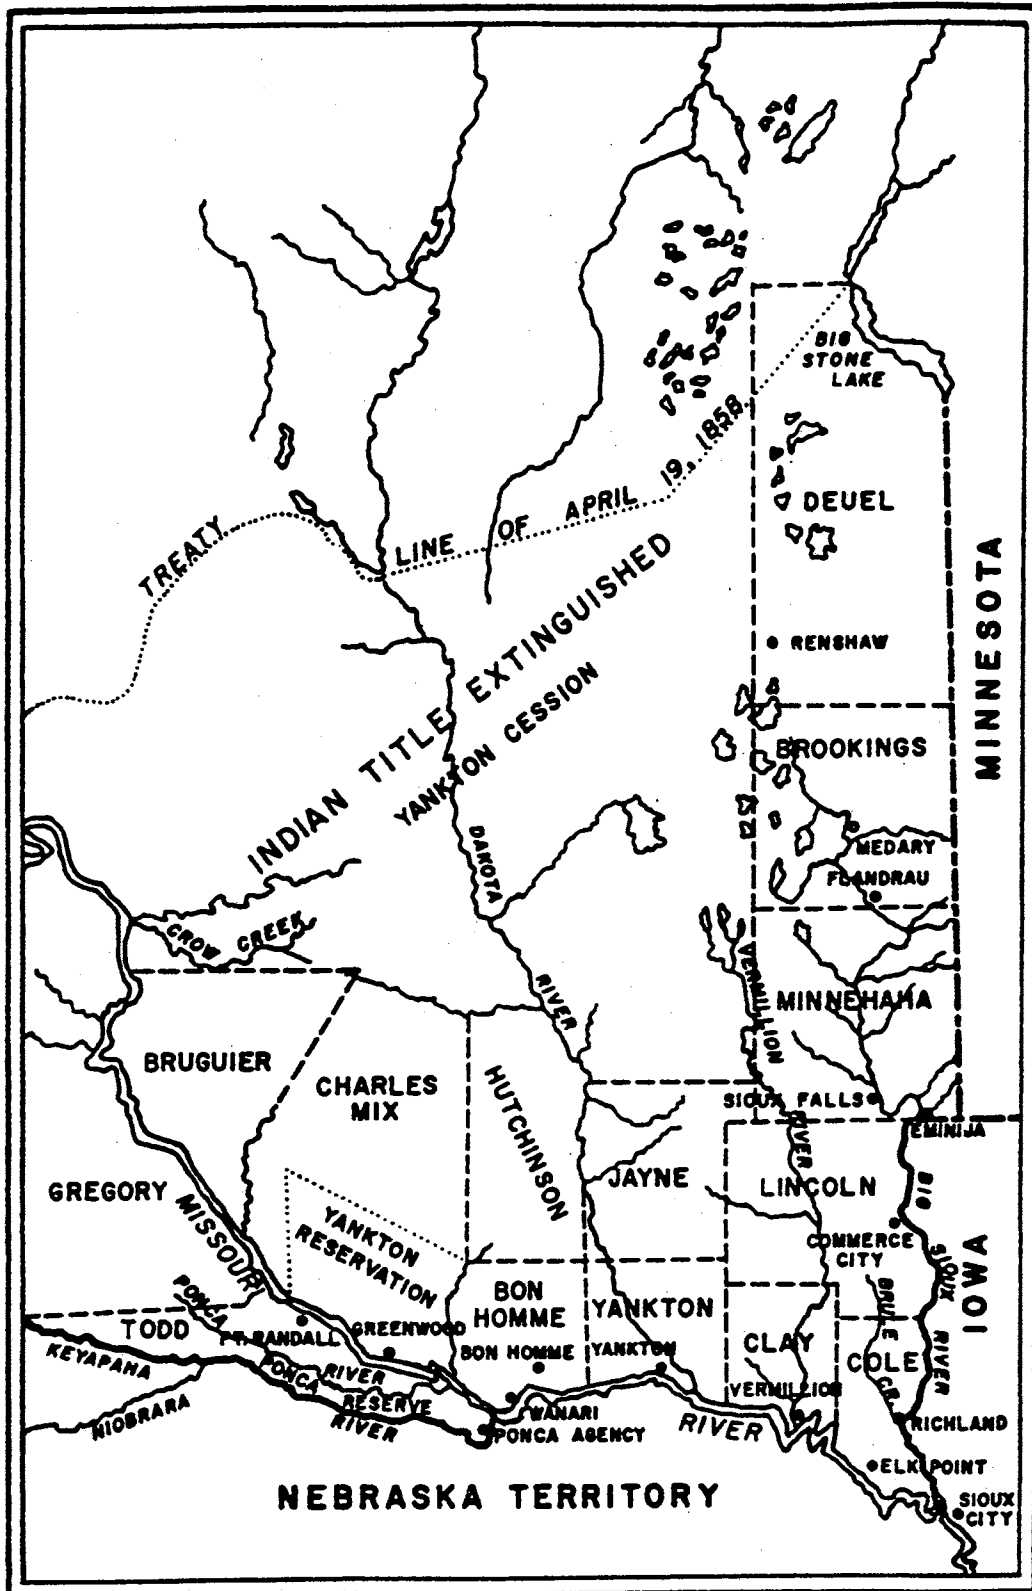 BIG
STONE
LAKE
TREATY LINE OF APRIL 19, 1858
DEUEL
MINNESOTA
INDIAN TITLE EXTINGUISHED
YANKTON CESSION
RENSHAW
BROOKINGS
DAKOTA RIVER
MEDARY
FLANDRAU
CROW CREEK
VERMILLION RIVER
MINNEHAHA
BRUGUIER
CHARLES
MIX
HUTCHINSON
SIOUX FALLS
EMINIJA
JAYNE
LINCOLN
BIG SIOUX RIVER
GREGORY
MISSOURI RIVER
YANKTON
RESERVATION
COMMERCE
CITY
IOWA
BRULE CR.
PONCA RIVER
TODD
FT. RANDALL
GREENWOOD
BON
HOMME
YANKTON
CLAY
COLE
KEYAPAHA
BON HOMME
YANKTON
PONCA
RESERVE
VERMILLION
NIOBRARA RIVER
WANARI
PONCA AGENCY
RICHLAND
ELK POINT
NEBRASKA TERRITORY
SIOUX
CITY